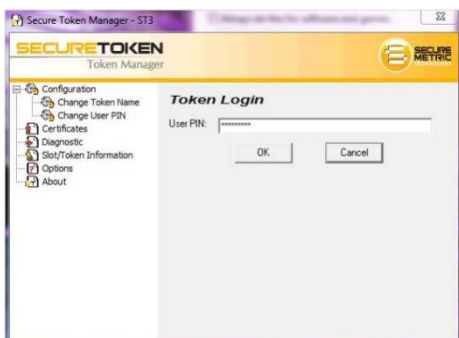 Secure Token Manager - ST3
SECURETOKEN
Token Manager
SECURE
METRIC
TECHNOLOGY
Configuration
Change Token Name
Change User PIN
Certificates
Diagnostic
Slot/Token Information
Options
About
Token Login
User PIN: *********
OK
Cancel